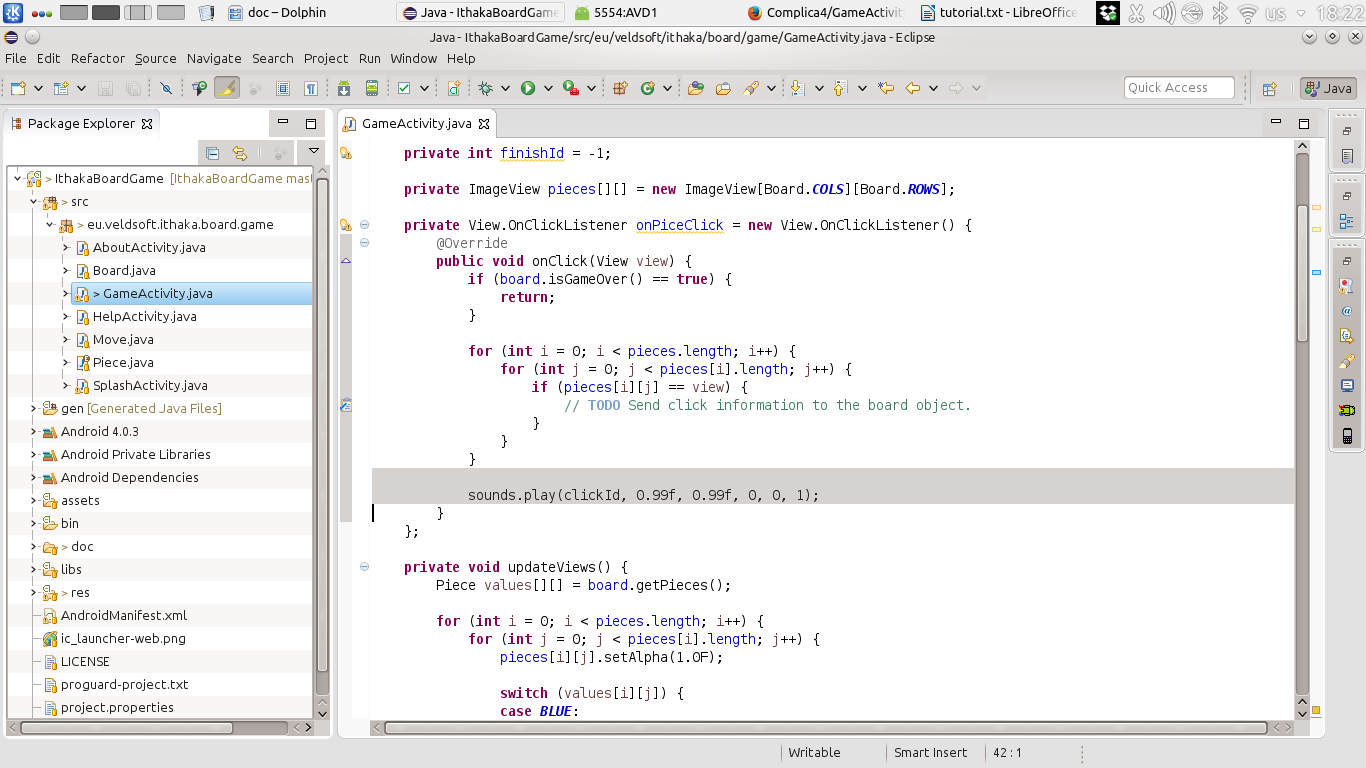 doc – Dolphin
Java - IthakaBoardGame
5554:AVD1
Complica4/GameActivity
tutorial.txt - LibreOffice
us
18:22
Java - IthakaBoardGame/src/eu/veldsoft/ithaka/board/game/GameActivity.java - Eclipse
File Edit Refactor Source Navigate Search Project Run Window Help
Quick Access
Java
Package Explorer
GameActivity.java
> IthakaBoardGame [IthakaBoardGame mast
> src
> eu.veldsoft.ithaka.board.game
AboutActivity.java
Board.java
> GameActivity.java
HelpActivity.java
Move.java
Piece.java
SplashActivity.java
gen [Generated Java Files]
Android 4.0.3
Android Private Libraries
Android Dependencies
assets
bin
> doc
libs
> res
AndroidManifest.xml
ic_launcher-web.png
LICENSE
proguard-project.txt
project.properties
private int finishId = -1;
private ImageView pieces[][] = new ImageView[Board.COLS][Board.ROWS];
private View.OnClickListener onPiceClick = new View.OnClickListener() {
@Override
public void onClick(View view) {
if (board.isGameOver() == true) {
return;
}
for (int i = 0; i < pieces.length; i++) {
for (int j = 0; j < pieces[i].length; j++) {
if (pieces[i][j] == view) {
// TODO Send click information to the board object.
}
}
}
sounds.play(clickId, 0.99f, 0.99f, 0, 0, 1);
}
};
private void updateViews() {
Piece values[][] = board.getPieces();
for (int i = 0; i < pieces.length; i++) {
for (int j = 0; j < pieces[i].length; j++) {
pieces[i][j].setAlpha(1.0F);
switch (values[i][j]) {
case BLUE:
Writable
Smart Insert
42 : 1